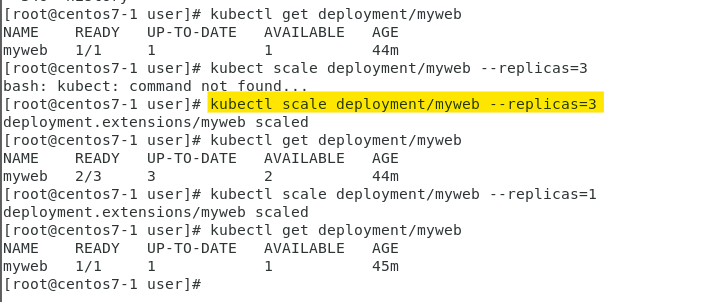 [root@centos7-1 user]# kubectl get deployment/myweb
NAME    READY   UP-TO-DATE   AVAILABLE   AGE
myweb   1/1     1            1           44m
[root@centos7-1 user]# kubect scale deployment/myweb --replicas=3
bash: kubect: command not found...
[root@centos7-1 user]# kubectl scale deployment/myweb --replicas=3
deployment.extensions/myweb scaled
[root@centos7-1 user]# kubectl get deployment/myweb
NAME    READY   UP-TO-DATE   AVAILABLE   AGE
myweb   2/3     3            2           44m
[root@centos7-1 user]# kubectl scale deployment/myweb --replicas=1
deployment.extensions/myweb scaled
[root@centos7-1 user]# kubectl get deployment/myweb
NAME    READY   UP-TO-DATE   AVAILABLE   AGE
myweb   1/1     1            1           45m
[root@centos7-1 user]#